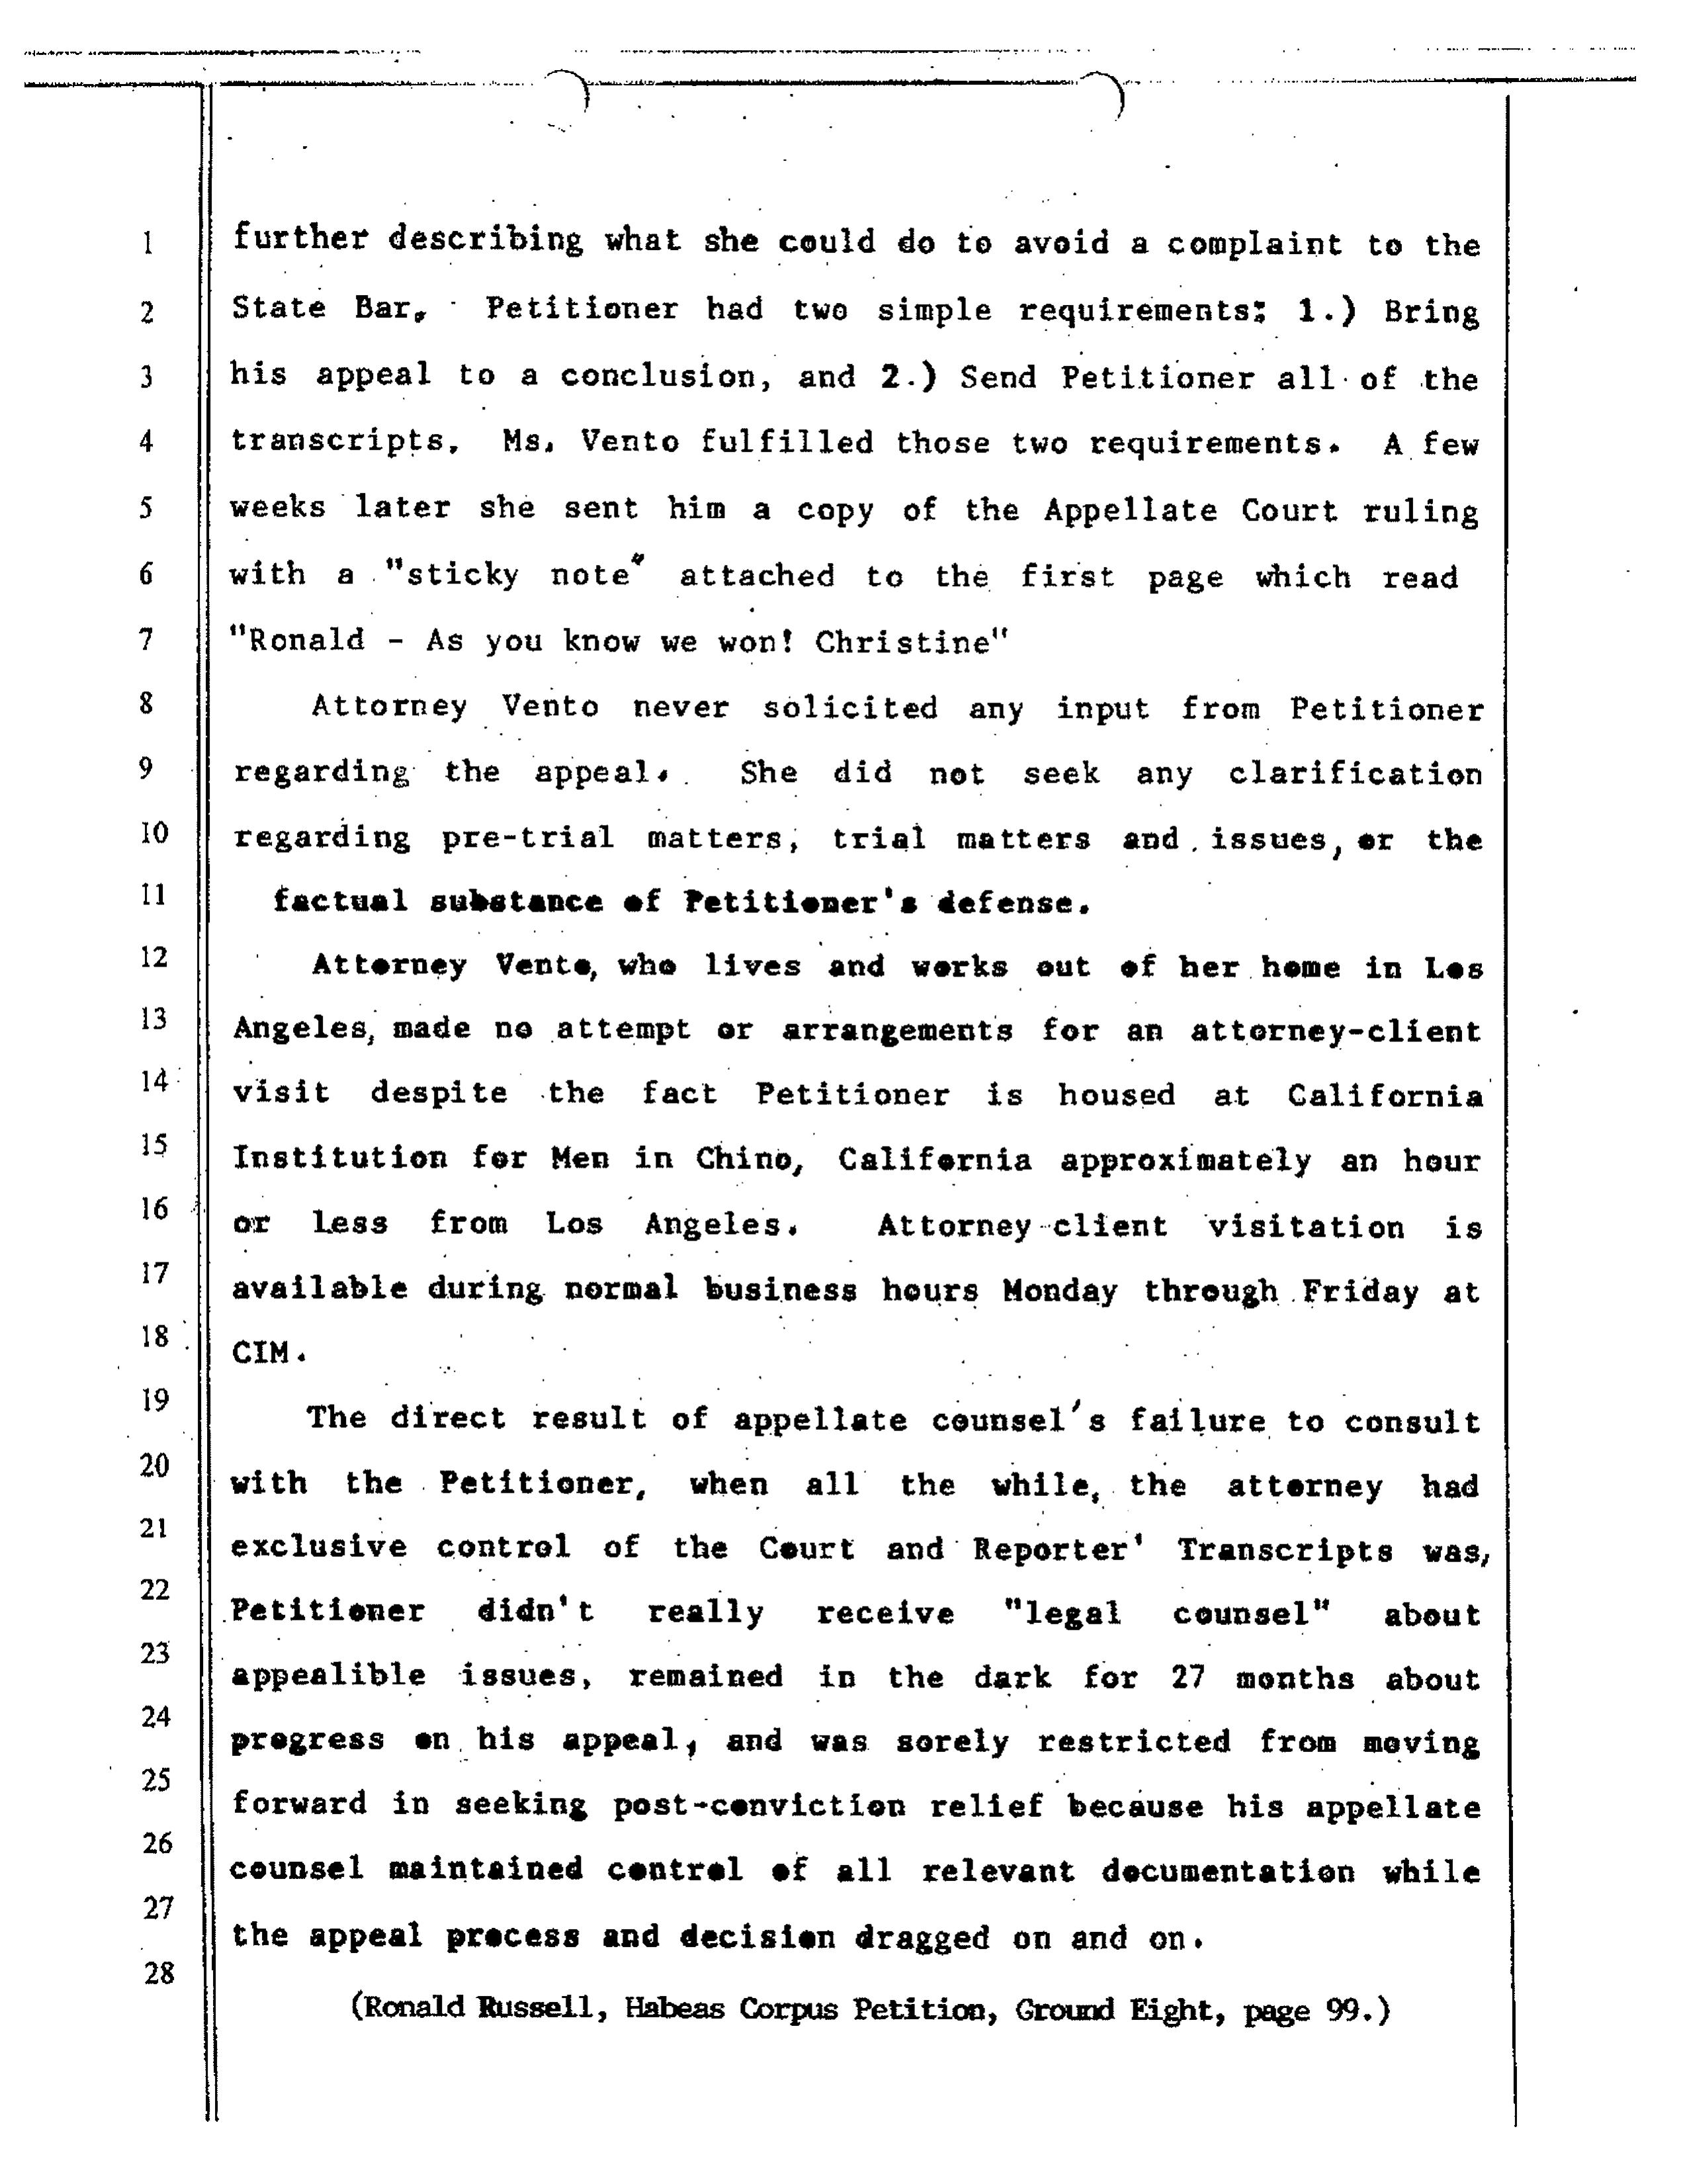 1 further describing what she could do to avoid a complaint to the
2 State Bar. Petitioner had two simple requirements: 1.) Bring
3 his appeal to a conclusion, and 2.) Send Petitioner all of the
4 transcripts. Ms. Vento fulfilled those two requirements. A few
5 weeks later she sent him a copy of the Appellate Court ruling
6 with a "sticky note" attached to the first page which read
7 "Ronald - As you know we won! Christine"
8 Attorney Vento never solicited any input from Petitioner
9 regarding the appeal. She did not seek any clarification
10 regarding pre-trial matters, trial matters and issues, or the
11 factual substance of Petitioner's defense.
12 Attorney Vento, who lives and works out of her home in Los
13 Angeles, made no attempt or arrangements for an attorney-client
14 visit despite the fact Petitioner is housed at California
15 Institution for Men in Chino, California approximately an hour
16 or less from Los Angeles. Attorney-client visitation is
17 available during normal business hours Monday through Friday at
18 CIM.
19 The direct result of appellate counsel's failure to consult
20 with the Petitioner, when all the while, the attorney had
21 exclusive control of the Court and Reporter' Transcripts was,
22 Petitioner didn't really receive "legal counsel" about
23 appealible issues, remained in the dark for 27 months about
24 progress on his appeal, and was sorely restricted from moving
25 forward in seeking post-conviction relief because his appellate
26 counsel maintained control of all relevant documentation while
27 the appeal process and decision dragged on and on.
28
(Ronald Russell, Habeas Corpus Petition, Ground Eight, page 99.)